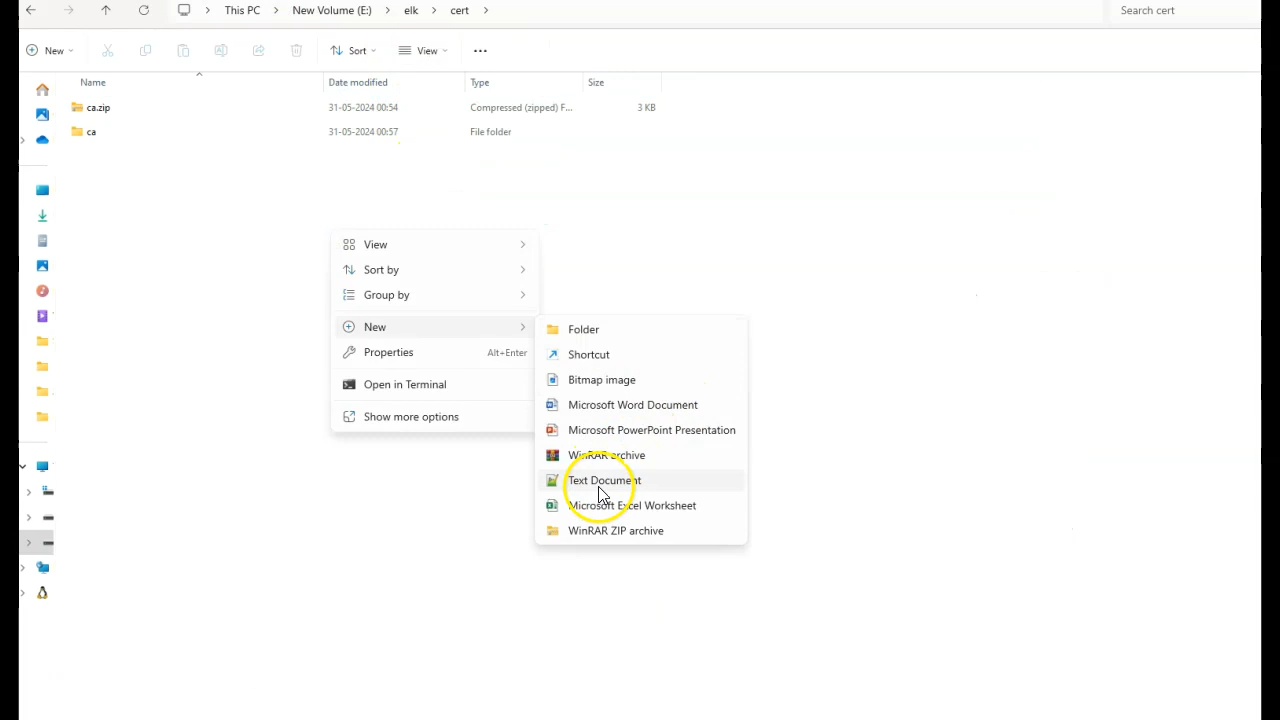 This PC
New Volume (E:)
elk
cert
Search cert
New
Sort
View
Name
Date modified
Type
Size
ca.zip
31-05-2024 00:54
Compressed (zipped) F...
3 KB
ca
31-05-2024 00:57
File folder
View
Sort by
Group by
New
Properties
Alt+Enter
Open in Terminal
Show more options
Folder
Shortcut
Bitmap image
Microsoft Word Document
Microsoft PowerPoint Presentation
WinRAR archive
Text Document
Microsoft Excel Worksheet
WinRAR ZIP archive